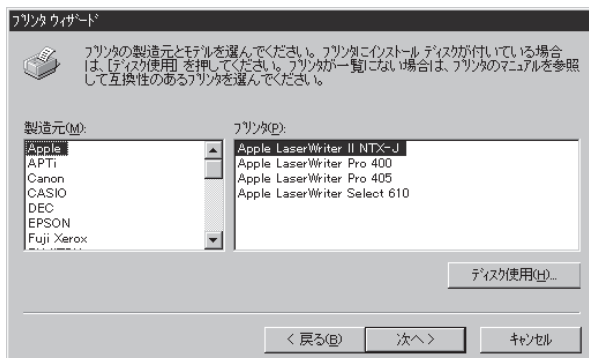 プリンタ ウィザード
プリンタの製造元とモデルを選んでください。プリンタにインストール ディスクが付いている場合
は、[ディスク使用] を押してください。プリンタが一覧にない場合は、プリンタのマニュアルを参照
して互換性のあるプリンタを選んでください。
製造元(M):
Apple
APTi
Canon
CASIO
DEC
EPSON
Fuji Xerox
プリンタ(P):
Apple LaserWriter II NTX-J
Apple LaserWriter Pro 400
Apple LaserWriter Pro 405
Apple LaserWriter Select 610
ディスク使用(H)...
< 戻る(B)
次へ >
キャンセル